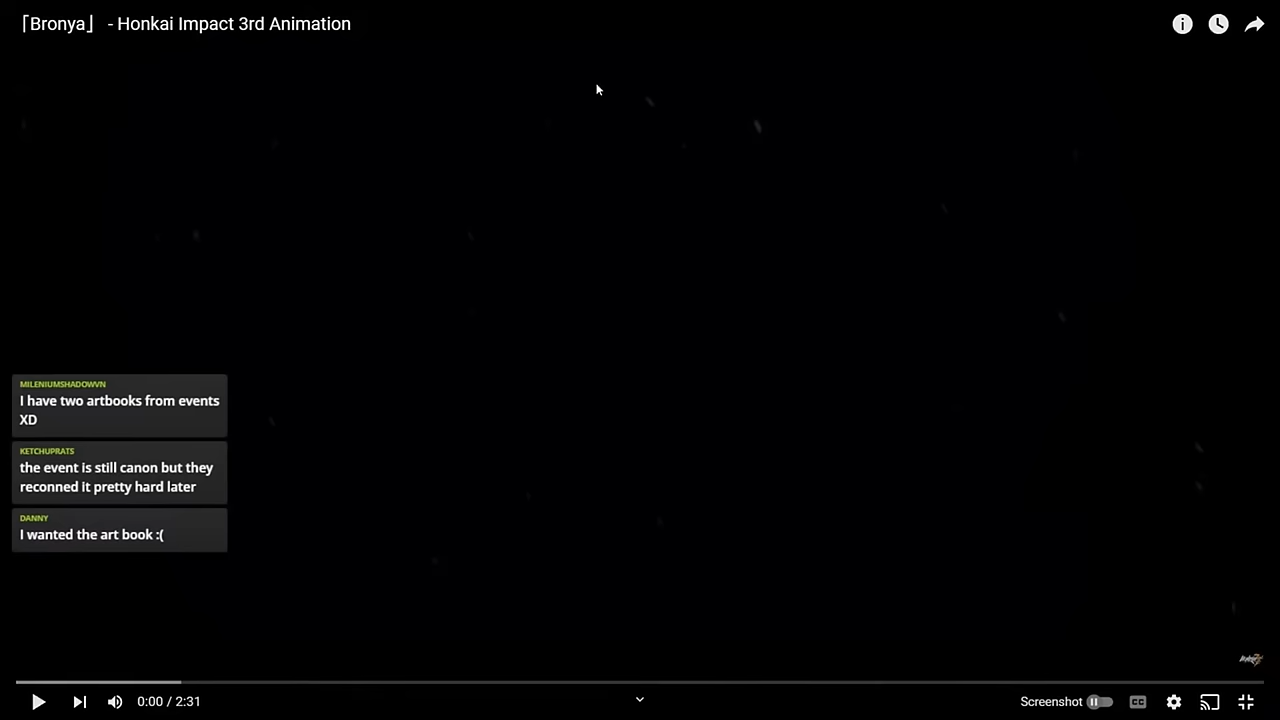 「Bronya」 - Honkai Impact 3rd Animation
MILENIUMSHADOWVN
I have two artbooks from events
XD
KETCHUPRATS
the event is still canon but they
reconned it pretty hard later
DANNY
I wanted the art book :(
0:00 / 2:31
Screenshot
CC